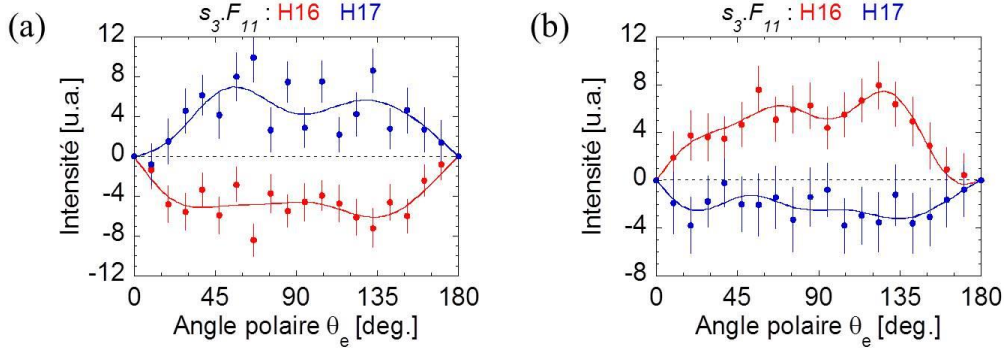 (a)
s₃.F₁₁ : H16 H17
12
8
4
0
-4
-8
-12
Intensité [u.a.]
0 45 90 135 180
Angle polaire θₑ [deg.]
(b)
s₃.F₁₁ : H16 H17
12
8
4
0
-4
-8
Intensité [u.a.]
0 45 90 135 180
Angle polaire θₑ [deg.]